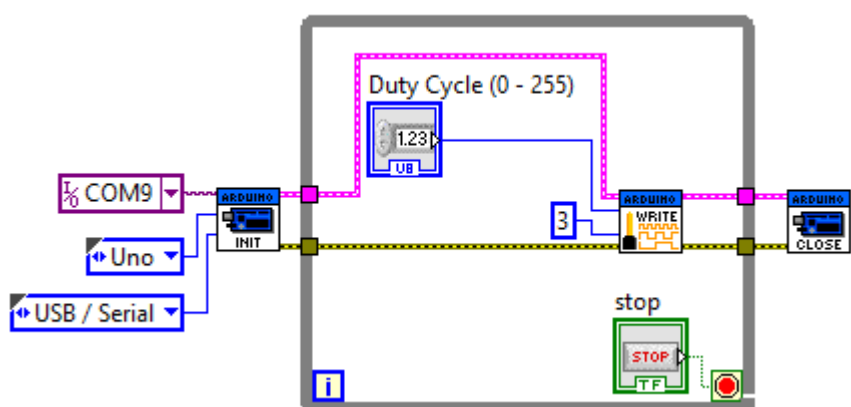 Duty Cycle (0 - 255)
1.23
U8
I/O COM9
ARDUINO
INIT
Uno
USB / Serial
3
ARDUINO
WRITE
ARDUINO
CLOSE
stop
STOP
TF
i